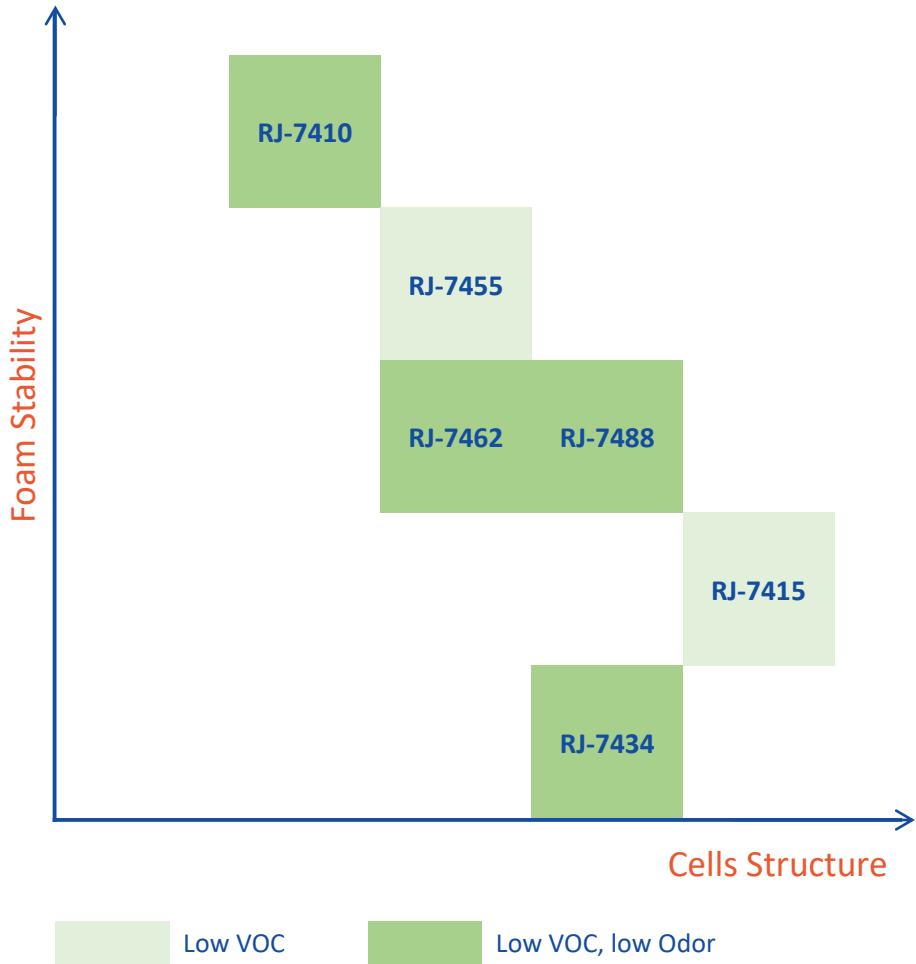 Foam Stability
RJ-7410
RJ-7455
RJ-7462
RJ-7488
RJ-7415
RJ-7434
Cells Structure
Low VOC
Low VOC, low Odor